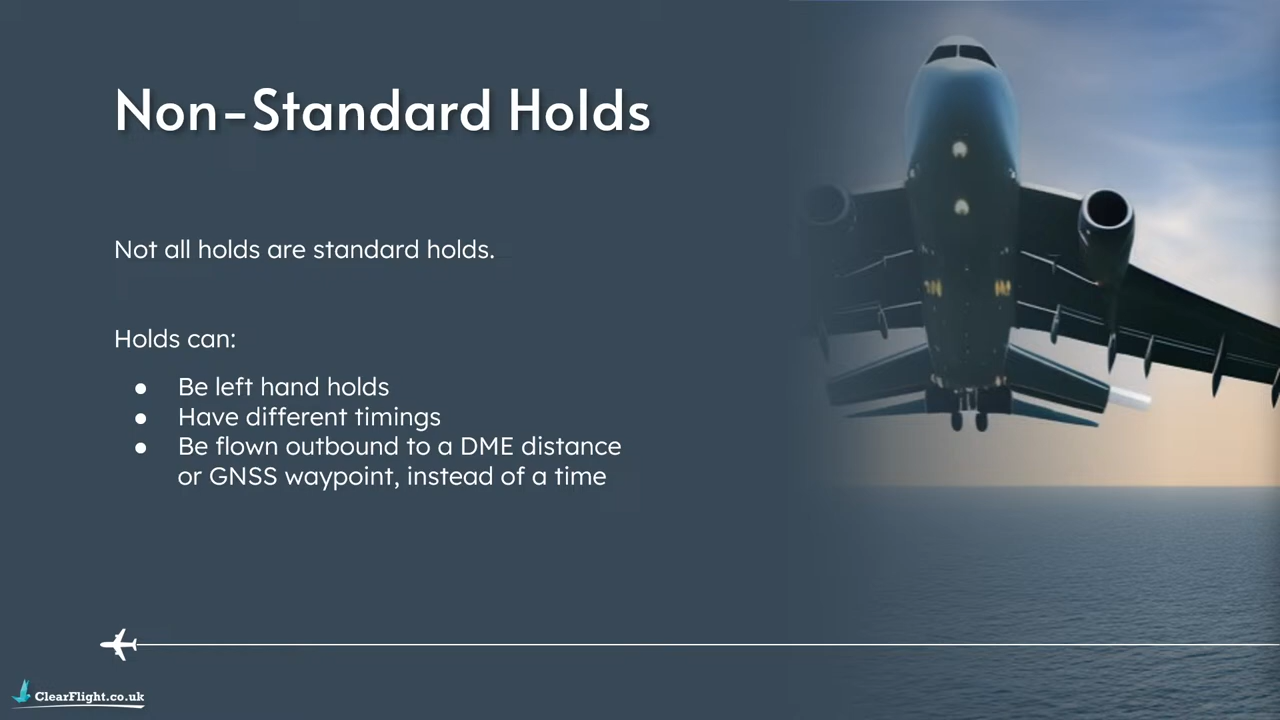 Non-Standard Holds
Not all holds are standard holds.
Holds can:
● Be left hand holds
● Have different timings
● Be flown outbound to a DME distance
or GNSS waypoint, instead of a time
ClearFlight.co.uk